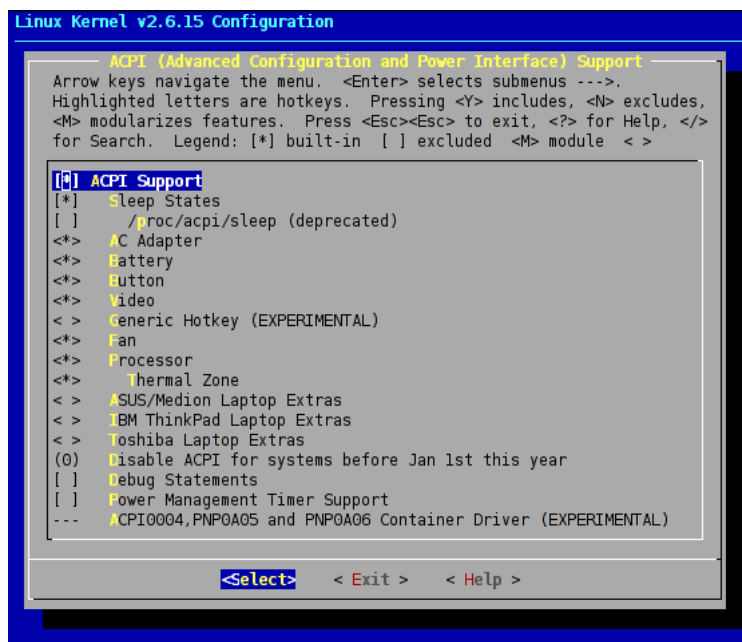 Linux Kernel v2.6.15 Configuration
ACPI (Advanced Configuration and Power Interface) Support
Arrow keys navigate the menu.  <Enter> selects submenus --->.
Highlighted letters are hotkeys.  Pressing <Y> includes, <N> excludes,
<M> modularizes features.  Press <Esc><Esc> to exit, <?> for Help, </>
for Search.  Legend: [*] built-in  [ ] excluded  <M> module  < >
[*] ACPI Support
[*]   Sleep States
[ ]     /proc/acpi/sleep (deprecated)
<*>   AC Adapter
<*>   Battery
<*>   Button
<*>   Video
< >   Generic Hotkey (EXPERIMENTAL)
<*>   Fan
<*>   Processor
<*>     Thermal Zone
< >   ASUS/Medion Laptop Extras
< >   IBM ThinkPad Laptop Extras
< >   Toshiba Laptop Extras
(0)   Disable ACPI for systems before Jan 1st this year
[ ]   Debug Statements
[ ]   Power Management Timer Support
---   ACPI0004,PNP0A05 and PNP0A06 Container Driver (EXPERIMENTAL)
<Select>    < Exit >    < Help >